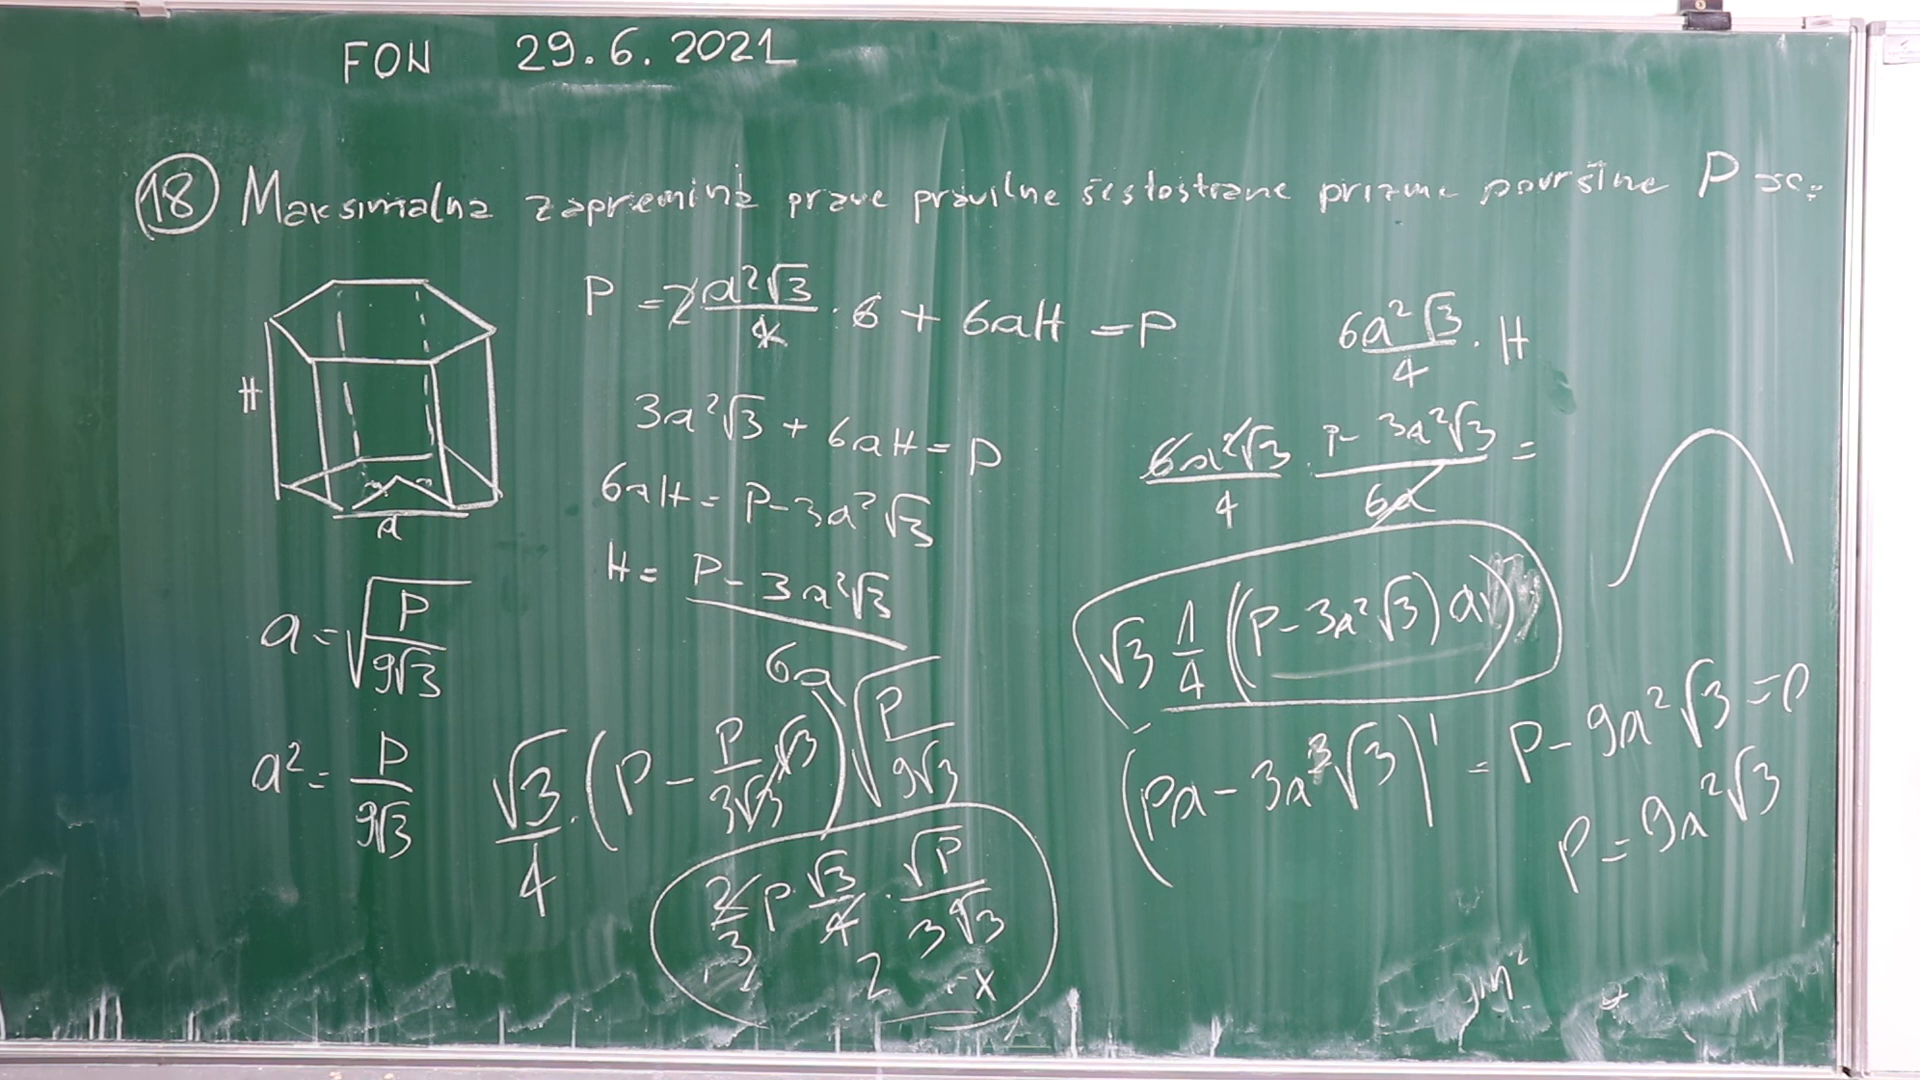 FON 29.6.2021
18 Maksimalna zapremina prave pravilne šestostrane prizme površine P je:
P = 2 a²√3/4 · 6 + 6aH = P
3a²√3 + 6aH = P
6aH = P - 3a²√3
H = P - 3a²√3 / 6a
H
a
a = √(P/9√3)
a² = P/9√3
√3/4 · (P - P/3√3 √3) √(P/9√3)
2/3 P · √3/4 2 · √P/3∜3
6a²√3/4 · H
6a²√3/4 · P - 3a²√3/6a =
√3 1/4 ((P - 3a²√3) a)
(Pa - 3a³√3)' = P - 9a²√3 = 0
P = 9a²√3